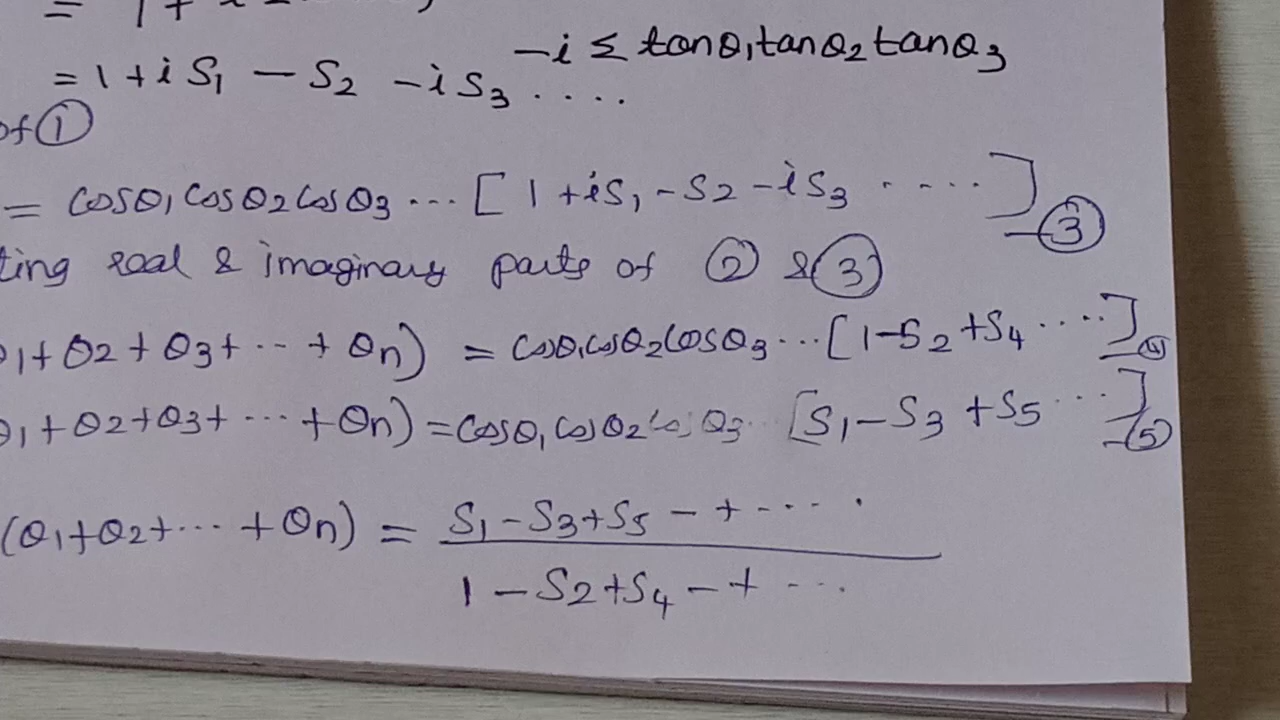 = 1 +
-i Σ tanθ1tanθ2tanθ3
= 1 + i S1 - S2 - i S3 ....
of ①
= cosθ1 cosθ2 cosθ3 ... [ 1 + iS1 - S2 - iS3 ..... ] -③
ting real & imaginary parts of ② & ③
θ1 + θ2 + θ3 + ... + θn) = cosθ1cosθ2cosθ3 ... [1 - S2 + S4 ....] -④
θ1 + θ2 + θ3 + ... + θn) = cosθ1 cosθ2 cosθ3 .. [S1 - S3 + S5 ...] -⑤
(θ1 + θ2 + ... + θn) = S1 - S3 + S5 - + .....
1 - S2 + S4 - + ...